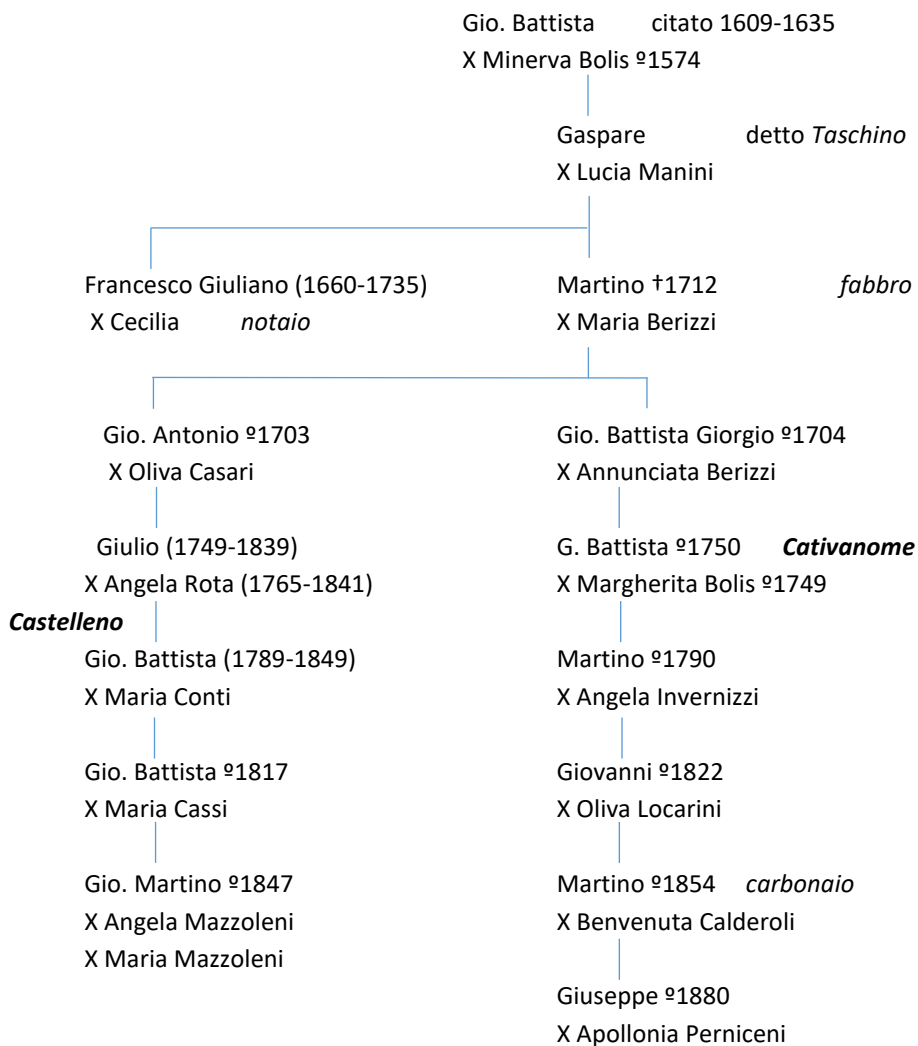 Gio. Battista citato 1609-1635
X Minerva Bolis º1574
Gaspare detto Taschino
X Lucia Manini
Francesco Giuliano (1660-1735) Martino †1712 fabbro
X Cecilia notaio X Maria Berizzi
Gio. Antonio º1703 Gio. Battista Giorgio º1704
X Oliva Casari X Annunciata Berizzi
Giulio (1749-1839) G. Battista º1750 Cativanome
X Angela Rota (1765-1841) X Margherita Bolis º1749
Castelleno
Gio. Battista (1789-1849) Martino º1790
X Maria Conti X Angela Invernizzi
Gio. Battista º1817 Giovanni º1822
X Maria Cassi X Oliva Locarini
Gio. Martino º1847 Martino º1854 carbonaio
X Angela Mazzoleni X Benvenuta Calderoli
X Maria Mazzoleni
Giuseppe º1880
X Apollonia Perniceni